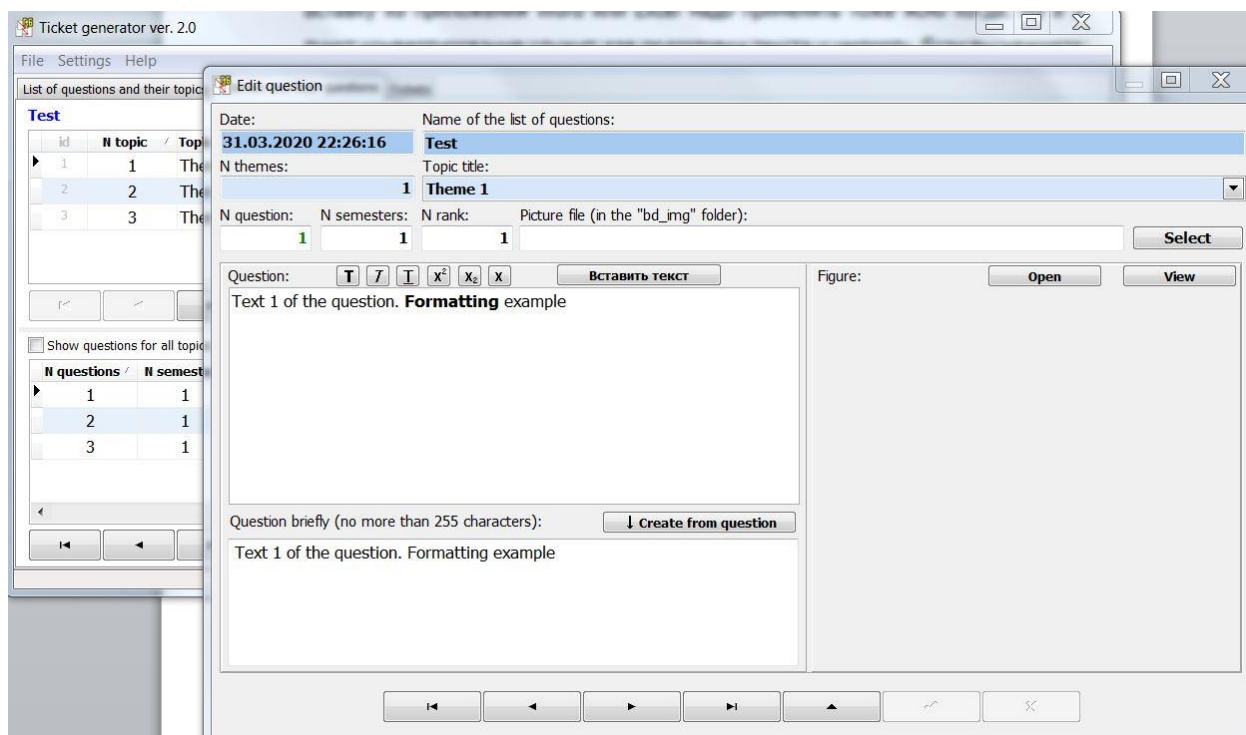 Ticket generator ver. 2.0
File Settings Help
List of questions and their topic
Test
id N topic Topi
1 1 The
2 2 The
3 3 The
Show questions for all topic
N questions N semest
1 1
2 1
3 1
Edit question
Date: Name of the list of questions:
31.03.2020 22:26:16 Test
N themes: Topic title:
1 Theme 1
N question: N semesters: N rank: Picture file (in the "bd_img" folder):
1 1 1 Select
Question: T T T x² x₂ x Вставить текст Figure: Open View
Text 1 of the question. Formatting example
Question briefly (no more than 255 characters): ↓ Create from question
Text 1 of the question. Formatting example